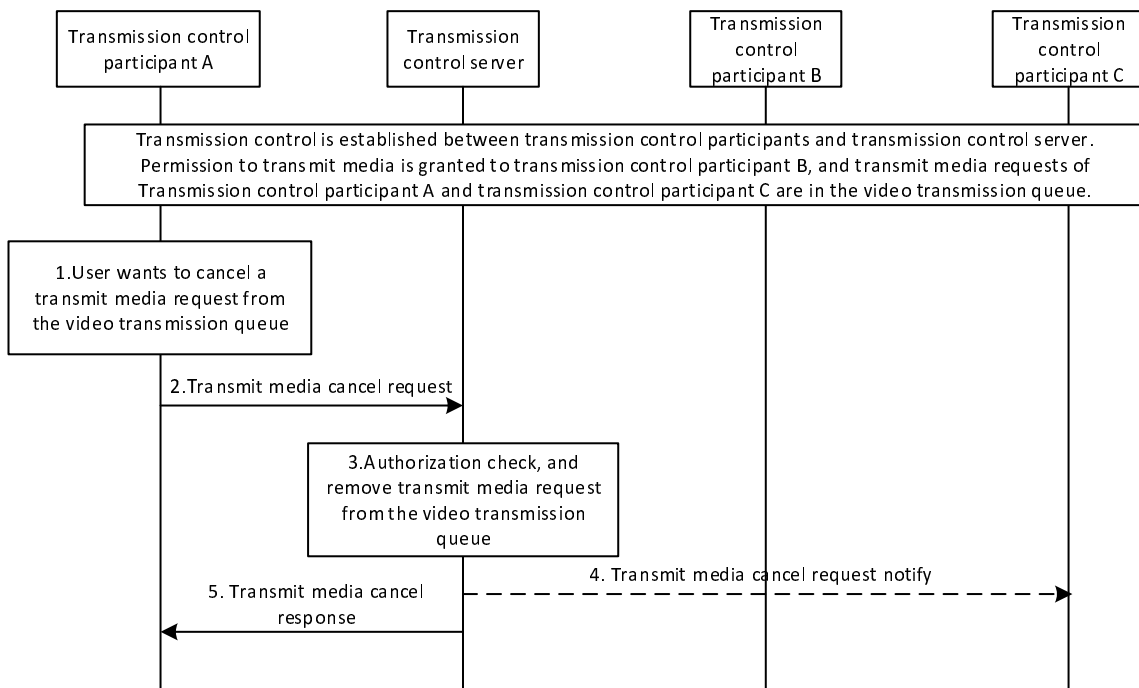 Transmission control
participant A
Transmission
control server
Transmission
control
participant B
Transmission
control
participant C
Transmission control is established between transmission control participants and transmission control server.
Permission to transmit media is granted to transmission control participant B, and transmit media requests of
Transmission control participant A and transmission control participant C are in the video transmission queue.
1.User wants to cancel a
transmit media request from
the video transmission queue
2.Transmit media cancel request
3.Authorization check, and
remove transmit media request
from the video transmission
queue
4. Transmit media cancel request notify
5. Transmit media cancel
response